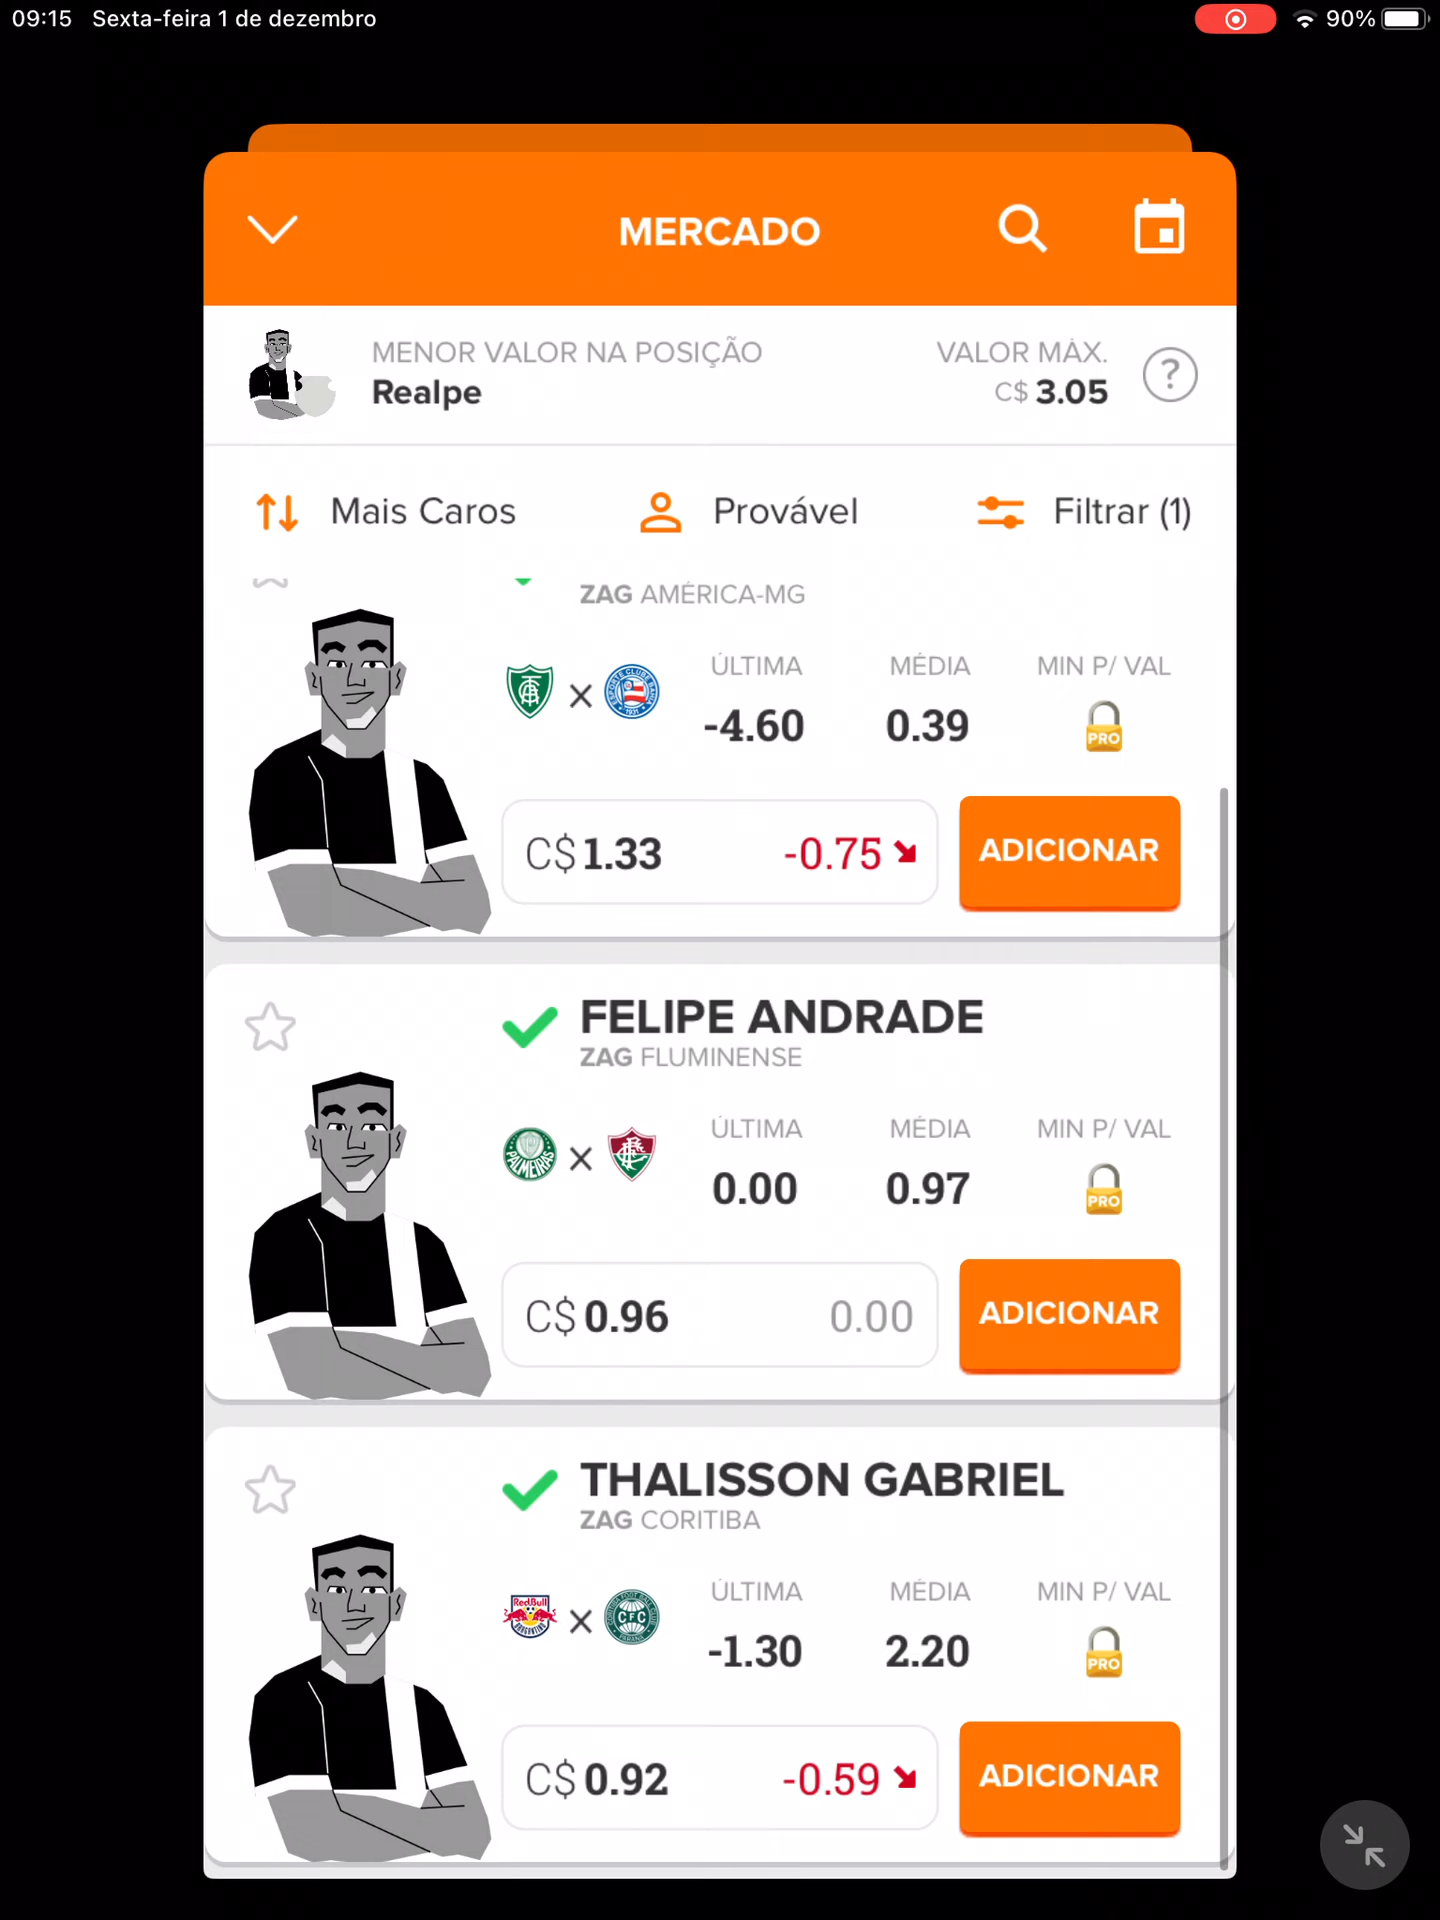 09:15 Sexta-feira 1 de dezembro 90%
MERCADO
MENOR VALOR NA POSIÇÃO
Realpe
VALOR MÁX.
C$ 3.05
?
Mais Caros Provável Filtrar (1)
ZAG AMÉRICA-MG
ÚLTIMA MÉDIA MIN P/ VAL
X -4.60 0.39 PRO
C$ 1.33 -0.75 ADICIONAR
FELIPE ANDRADE
ZAG FLUMINENSE
ÚLTIMA MÉDIA MIN P/ VAL
PALMEIRAS X 0.00 0.97 PRO
C$ 0.96 0.00 ADICIONAR
THALISSON GABRIEL
ZAG CORITIBA
ÚLTIMA MÉDIA MIN P/ VAL
RedBull BRAGANTINO X CFC -1.30 2.20 PRO
C$ 0.92 -0.59 ADICIONAR